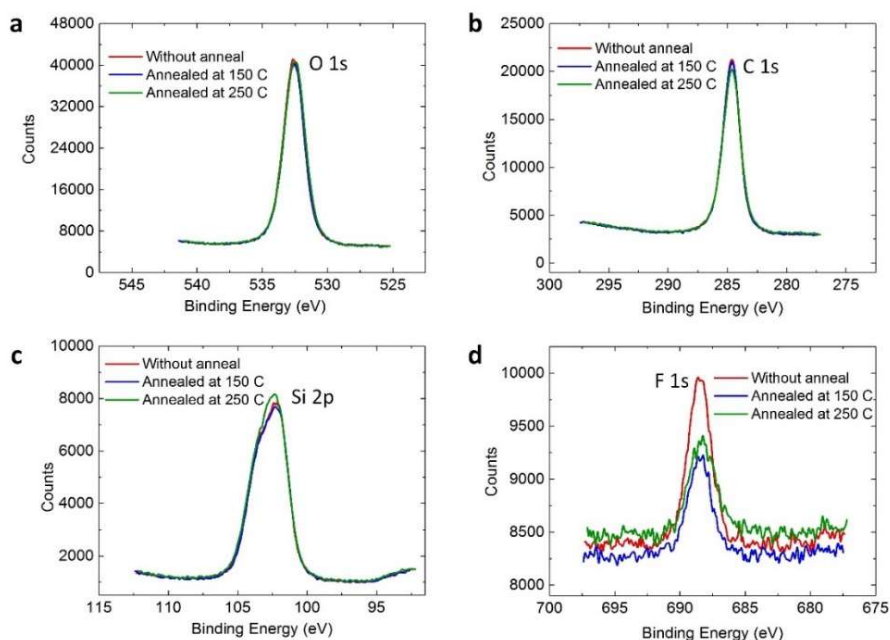 a
Without anneal
Annealed at 150 C
Annealed at 250 C
O 1s
48000
40000
32000
24000
16000
8000
0
Counts
545 540 535 530 525
Binding Energy (eV)
b
Without anneal
Annealed at 150 C
Annealed at 250 C
C 1s
25000
20000
15000
10000
5000
0
Counts
300 295 290 285 280 275
Binding Energy (eV)
c
Without anneal
Annealed at 150 C
Annealed at 250 C
Si 2p
10000
8000
6000
4000
2000
0
Counts
115 110 105 100 95
Binding Energy (eV)
d
F 1s
Without anneal
Annealed at 150 C
Annealed at 250 C
10000
9500
9000
8500
8000
Counts
700 695 690 685 680 675
Binding Energy (eV)